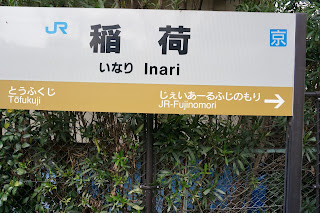 JR 稲荷 京
いなり Inari
とうふくじ じぇいあーるふじのもり
Tōfukuji JR-Fujinomori →